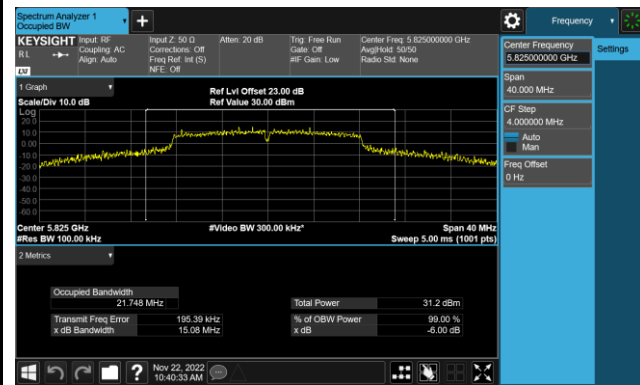 Spectrum Analyzer 1
Occupied BW
Frequency
KEYSIGHT
Input: RF
Coupling: AC
Align: Auto
Input Z: 50 Ω
Corrections: Off
Freq Ref: Int (S)
NFE: Off
Atten: 20 dB
Trig: Free Run
Gate: Off
#IF Gain: Low
Center Freq: 5.825000000 GHz
Avg|Hold: 50/50
Radio Std: None
R L
LXI
Center Frequency
5.825000000 GHz
Settings
Span
40.000 MHz
CF Step
4.000000 MHz
Auto
Man
Freq Offset
0 Hz
1 Graph
Scale/Div 10.0 dB
Ref Lvl Offset 23.00 dB
Ref Value 30.00 dBm
Log
20.0
10.0
0.00
-10.0
-20.0
-30.0
-40.0
-50.0
-60.0
Center 5.825 GHz
#Res BW 100.00 kHz
#Video BW 300.00 kHz*
Span 40 MHz
Sweep 5.00 ms (1001 pts)
2 Metrics
Occupied Bandwidth
21.748 MHz
Total Power 31.2 dBm
Transmit Freq Error 195.39 kHz
% of OBW Power 99.00 %
x dB Bandwidth 15.08 MHz
x dB -6.00 dB
Nov 22, 2022
10:40:33 AM